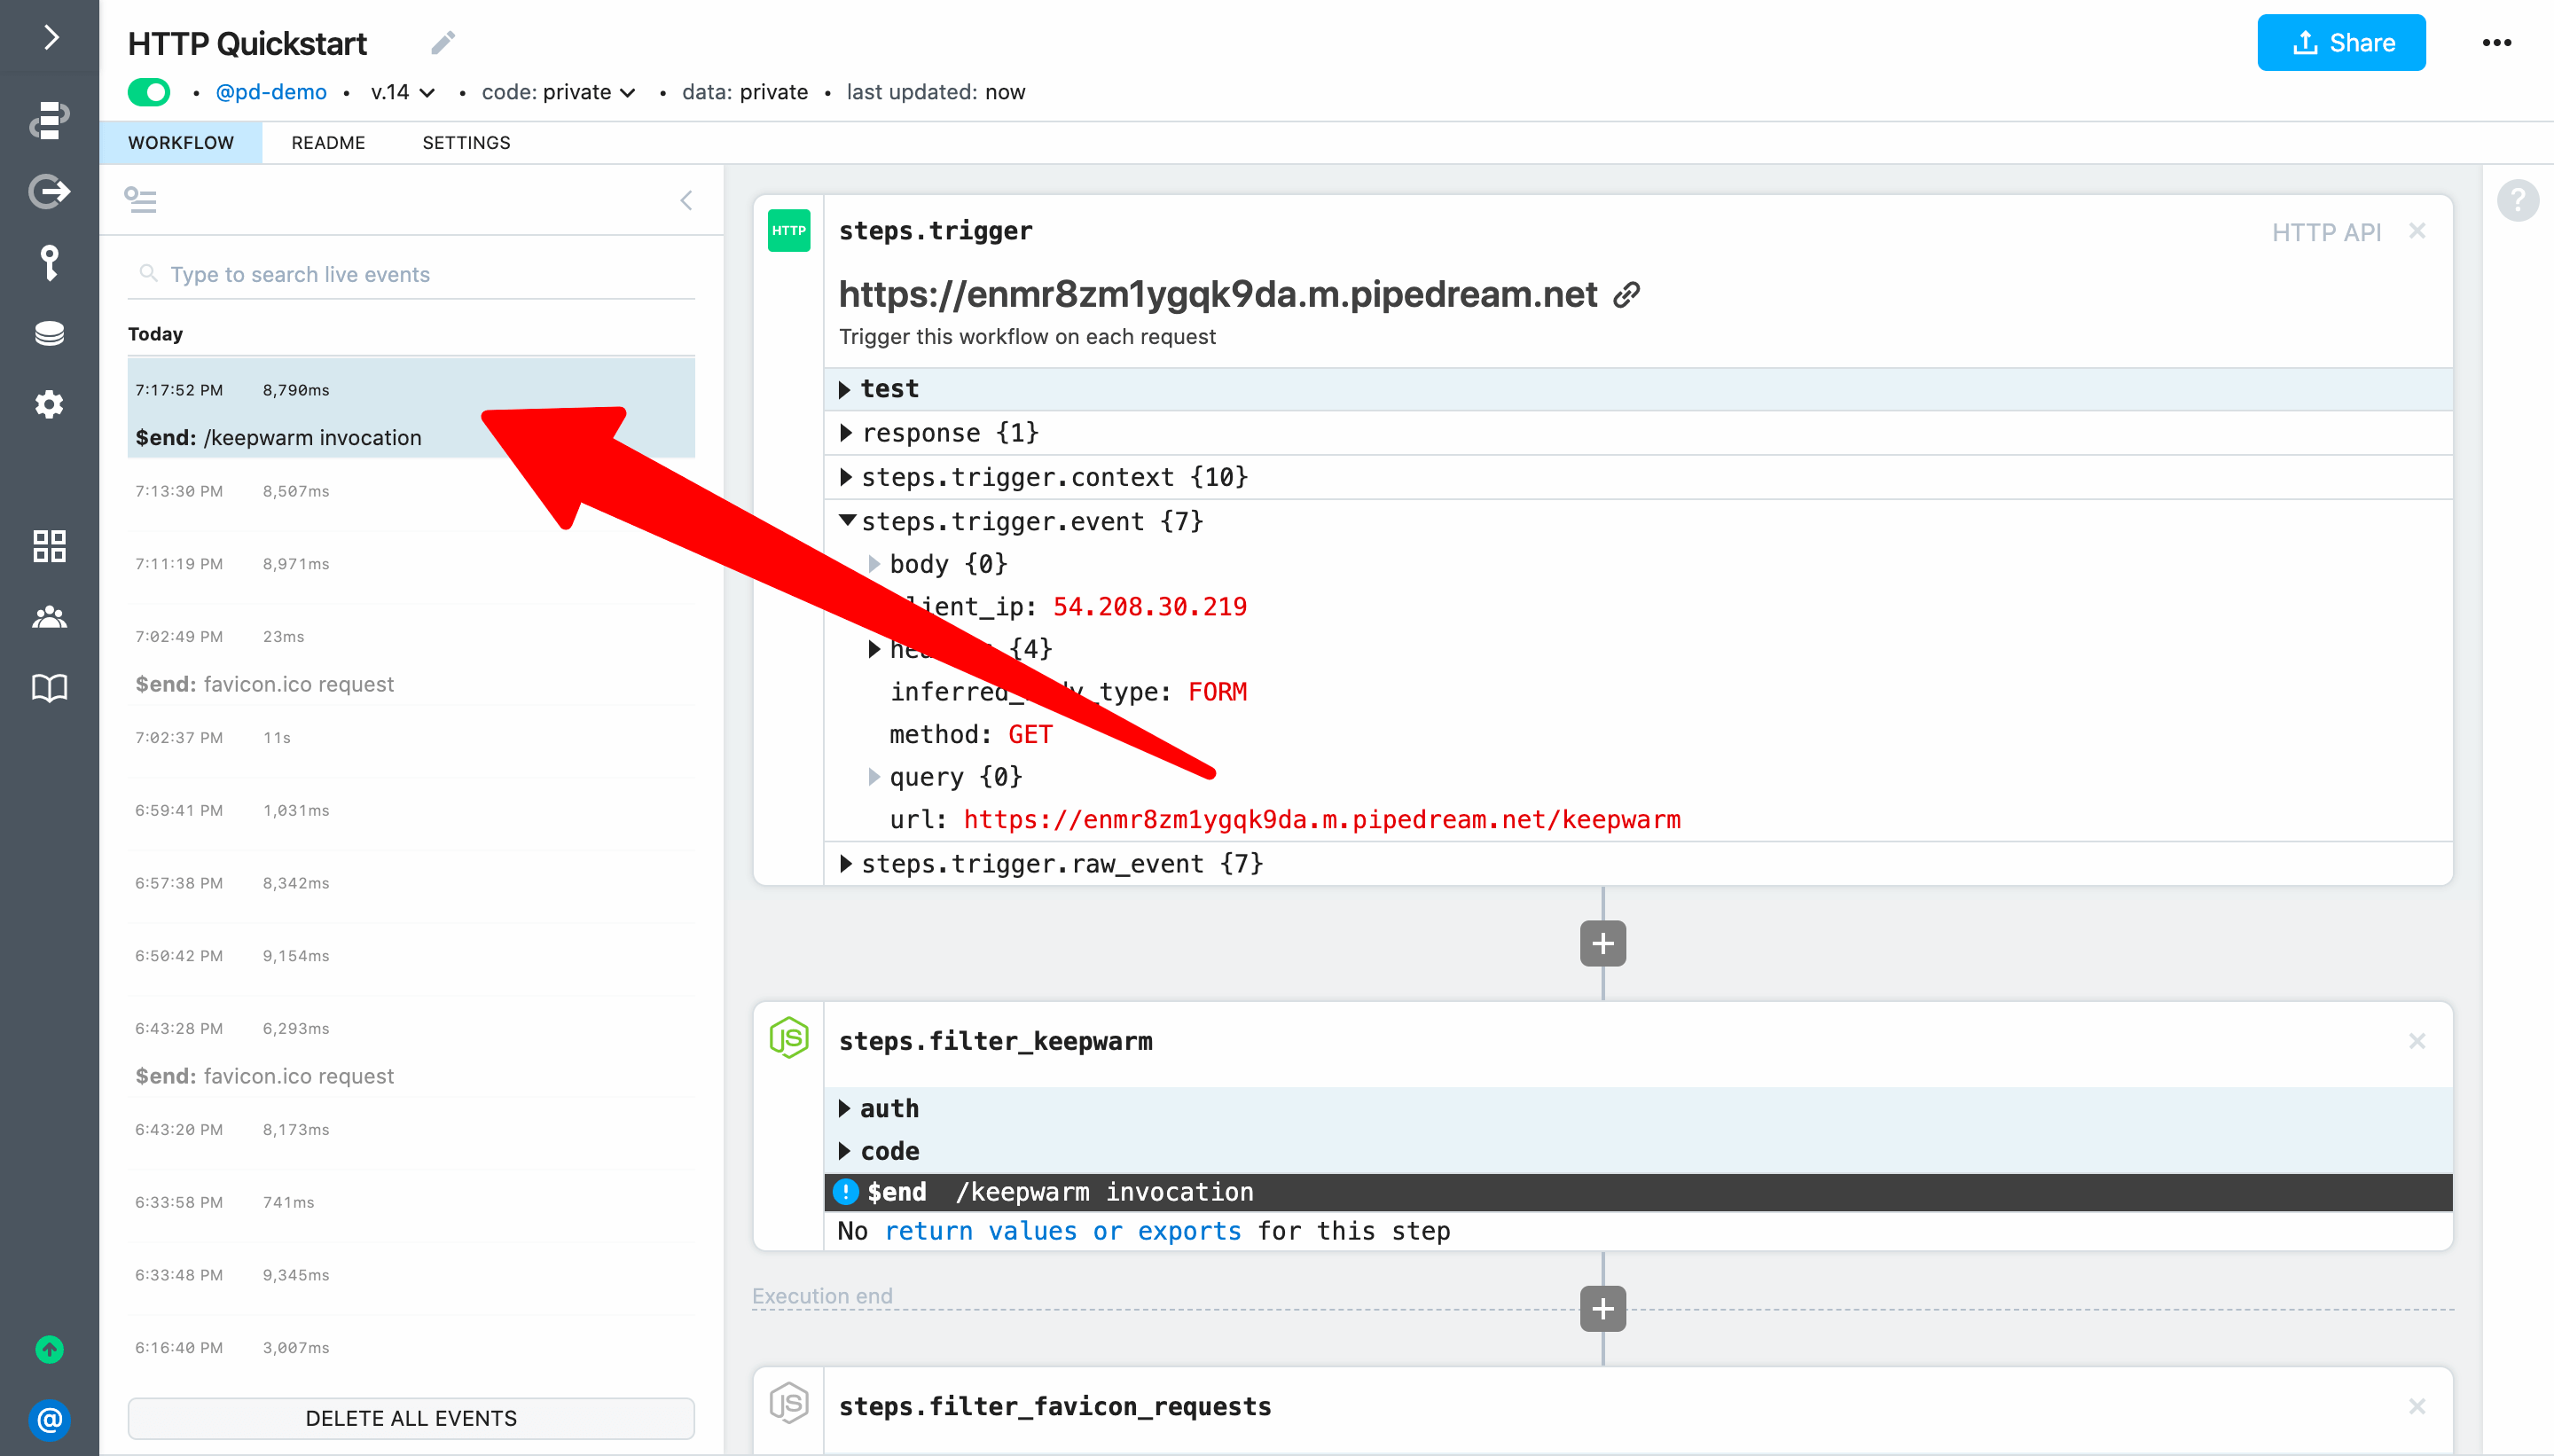 HTTP Quickstart
Share
• @pd-demo • v.14 • code: private • data: private • last updated: now
WORKFLOW README SETTINGS
Type to search live events
Today
7:17:52 PM 8,790ms
$end: /keepwarm invocation
7:13:30 PM 8,507ms
7:11:19 PM 8,971ms
7:02:49 PM 23ms
$end: favicon.ico request
7:02:37 PM 11s
6:59:41 PM 1,031ms
6:57:38 PM 8,342ms
6:50:42 PM 9,154ms
6:43:28 PM 6,293ms
$end: favicon.ico request
6:43:20 PM 8,173ms
6:33:58 PM 741ms
6:33:48 PM 9,345ms
6:16:40 PM 3,007ms
DELETE ALL EVENTS
@
HTTP
steps.trigger
HTTP API
?
https://enmr8zm1ygqk9da.m.pipedream.net
Trigger this workflow on each request
test
response {1}
steps.trigger.context {10}
steps.trigger.event {7}
body {0}
lient_ip: 54.208.30.219
{4}
inferred_ type: FORM
method: GET
query {0}
url: https://enmr8zm1ygqk9da.m.pipedream.net/keepwarm
steps.trigger.raw_event {7}
+
JS
steps.filter_keepwarm
auth
code
! $end /keepwarm invocation
No return values or exports for this step
Execution end
+
JS
steps.filter_favicon_requests